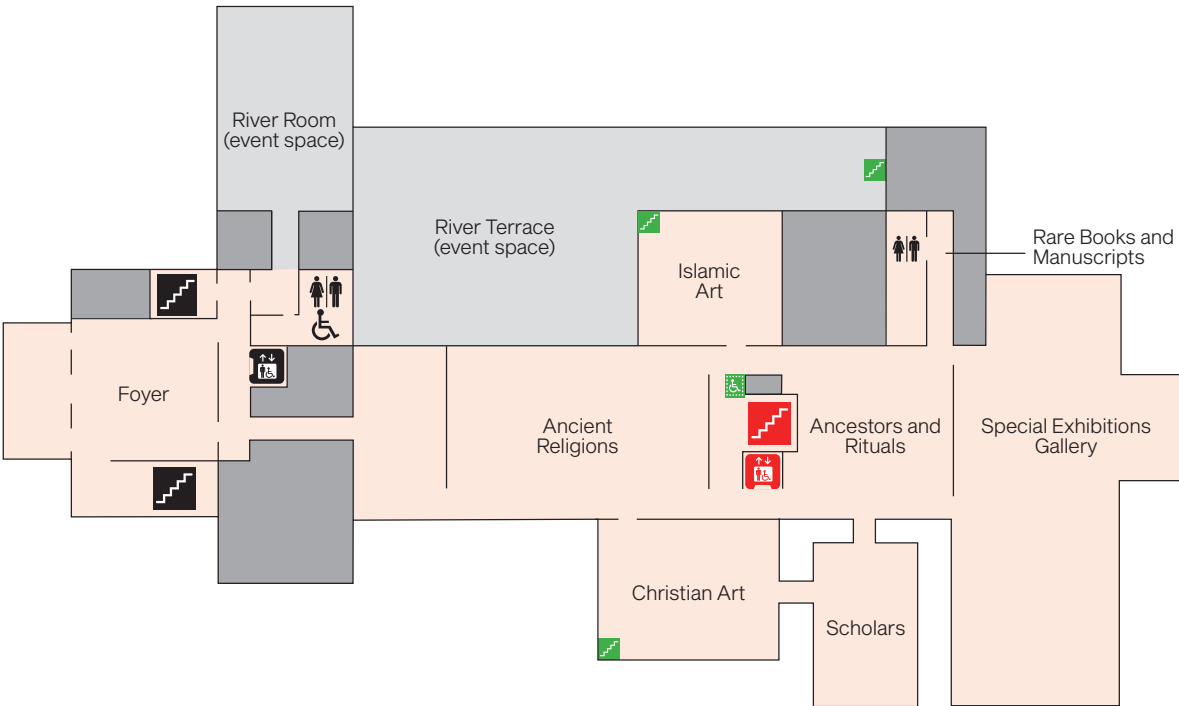 River Room
(event space)
River Terrace
(event space)
Rare Books and
Manuscripts
Islamic
Art
Foyer
Ancient
Religions
Ancestors and
Rituals
Special Exhibitions
Gallery
Christian Art
Scholars